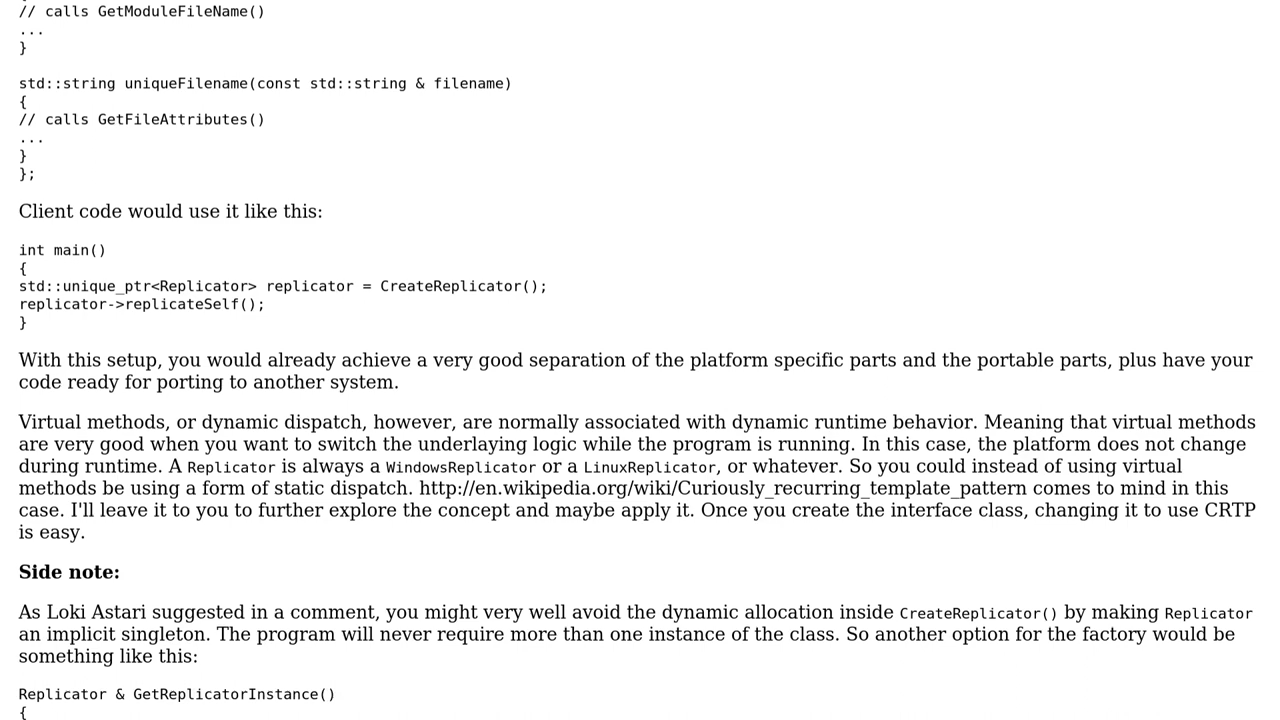 // calls GetModuleFileName()
...
}
std::string uniqueFilename(const std::string & filename)
{
// calls GetFileAttributes()
...
}
};
Client code would use it like this:
int main()
{
std::unique_ptr<Replicator> replicator = CreateReplicator();
replicator->replicateSelf();
}
With this setup, you would already achieve a very good separation of the platform specific parts and the portable parts, plus have your
code ready for porting to another system.
Virtual methods, or dynamic dispatch, however, are normally associated with dynamic runtime behavior. Meaning that virtual methods
are very good when you want to switch the underlaying logic while the program is running. In this case, the platform does not change
during runtime. A Replicator is always a WindowsReplicator or a LinuxReplicator, or whatever. So you could instead of using virtual
methods be using a form of static dispatch. http://en.wikipedia.org/wiki/Curiously_recurring_template_pattern comes to mind in this
case. I'll leave it to you to further explore the concept and maybe apply it. Once you create the interface class, changing it to use CRTP
is easy.
Side note:
As Loki Astari suggested in a comment, you might very well avoid the dynamic allocation inside CreateReplicator() by making Replicator
an implicit singleton. The program will never require more than one instance of the class. So another option for the factory would be
something like this:
Replicator & GetReplicatorInstance()
{